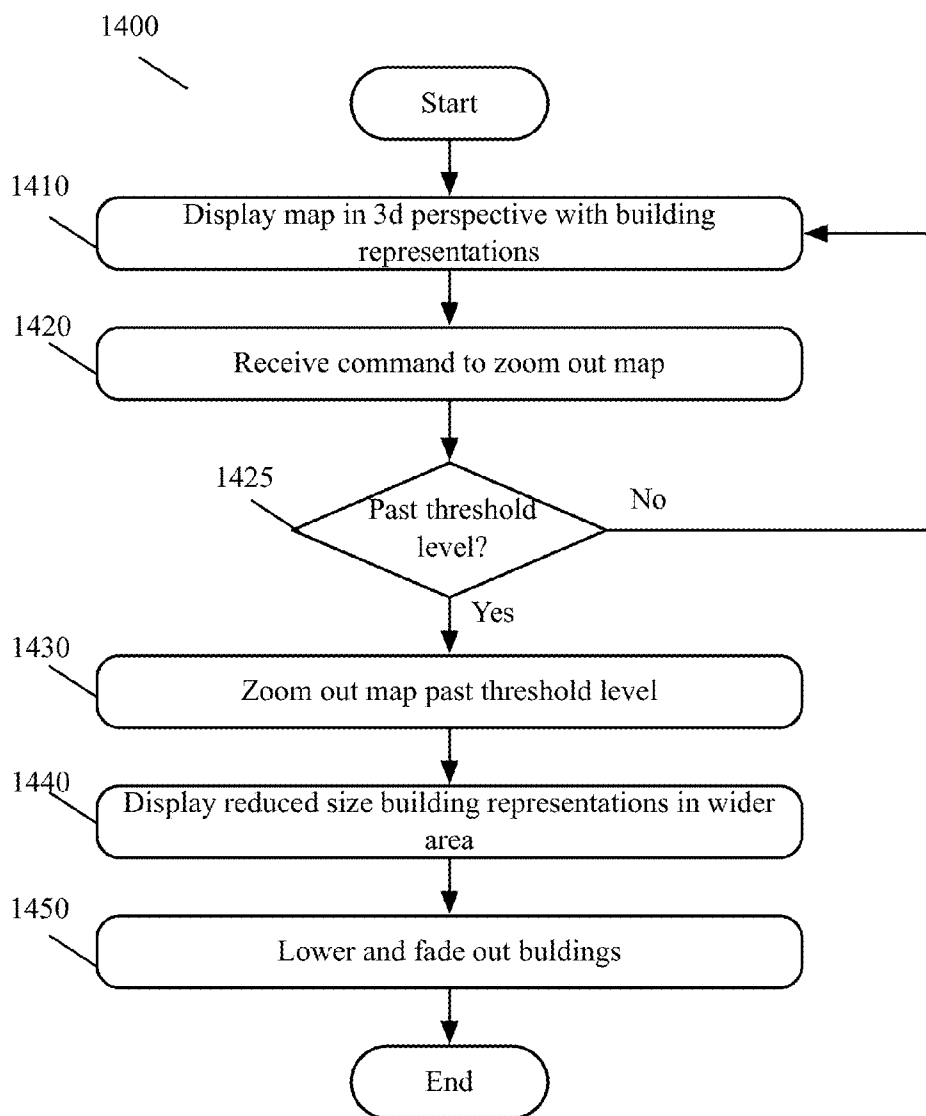 1400
Start
1410
Display map in 3d perspective with building
representations
1420
Receive command to zoom out map
1425
Past threshold
level?
No
Yes
1430
Zoom out map past threshold level
1440
Display reduced size building representations in wider
area
1450
Lower and fade out buldings
End